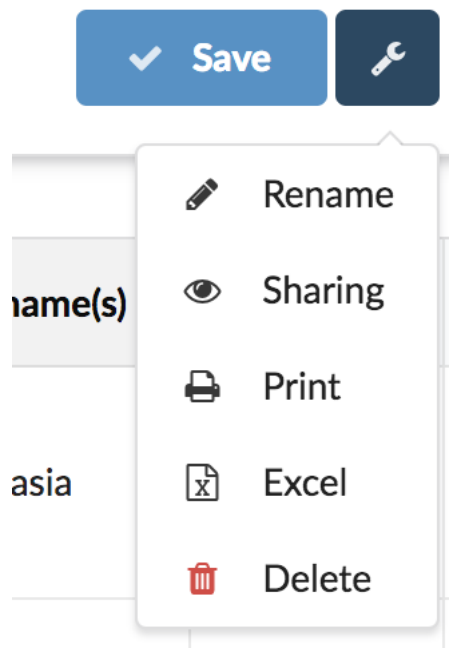 Save
Rename
Sharing
name(s)
Print
Excel
asia
Delete